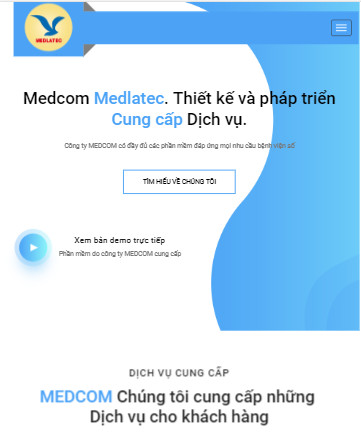 MEDLATEC
Medcom Medlatec. Thiết kế và pháp triển
Cung cấp Dịch vụ.
Công ty MEDCOM có đầy đủ các phần mềm đáp ứng mọi nhu cầu bệnh viện số
TÌM HIỂU VỀ CHÚNG TÔI
Xem bản demo trực tiếp
Phần mềm do công ty MEDCOM cung cấp
DỊCH VỤ CUNG CẤP
MEDCOM Chúng tôi cung cấp những
Dịch vụ cho khách hàng